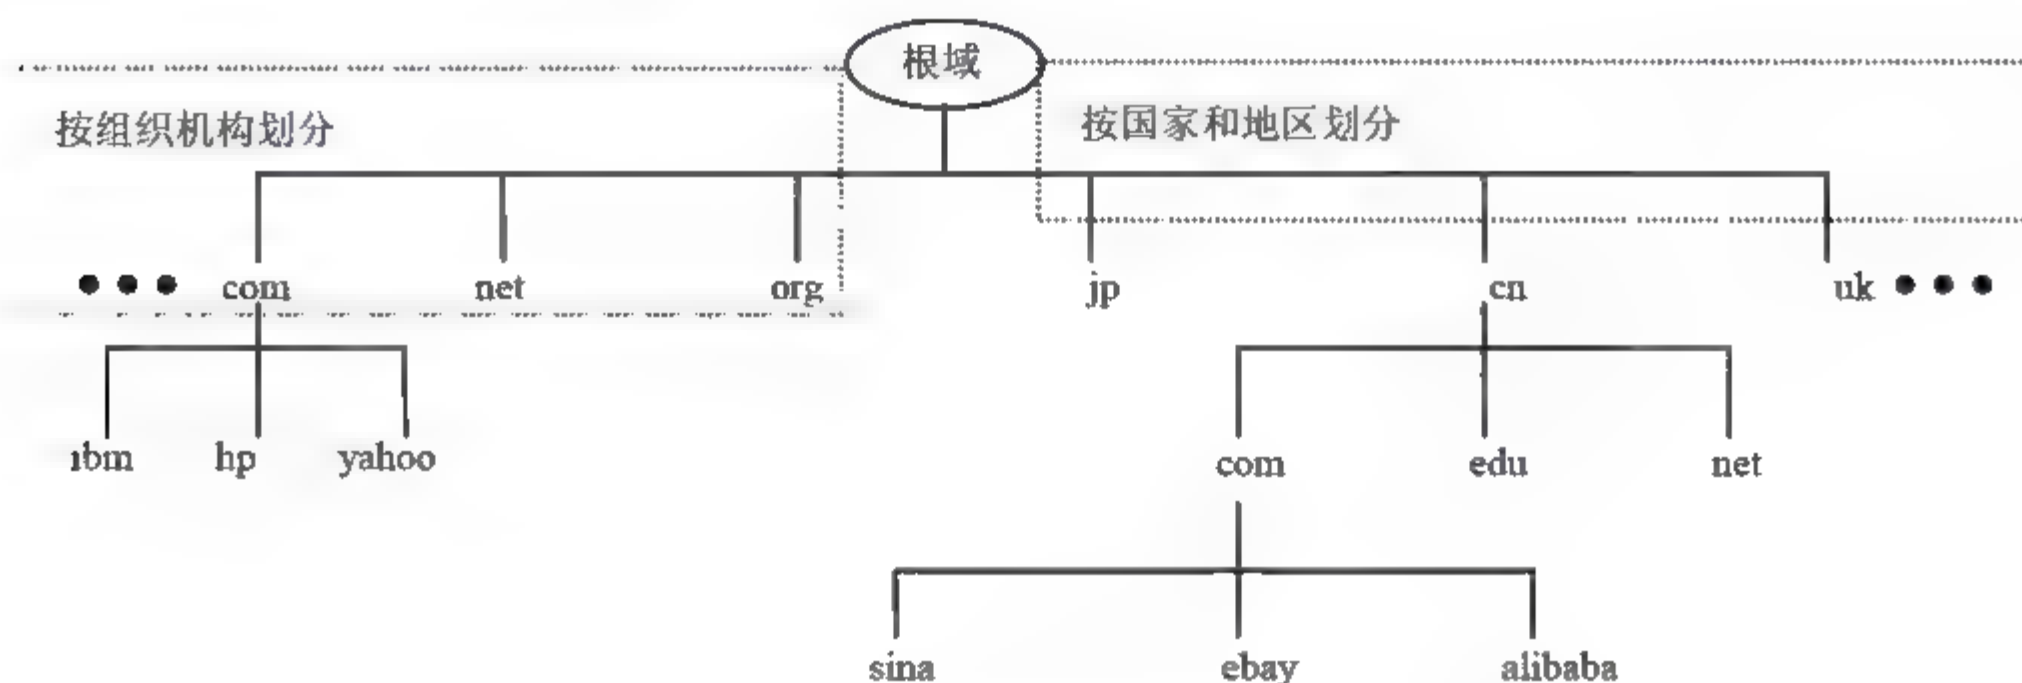 根域
按组织机构划分
按国家和地区划分
com
net
org
jp
cn
uk
ibm
hp
yahoo
com
edu
net
sina
ebay
alibaba